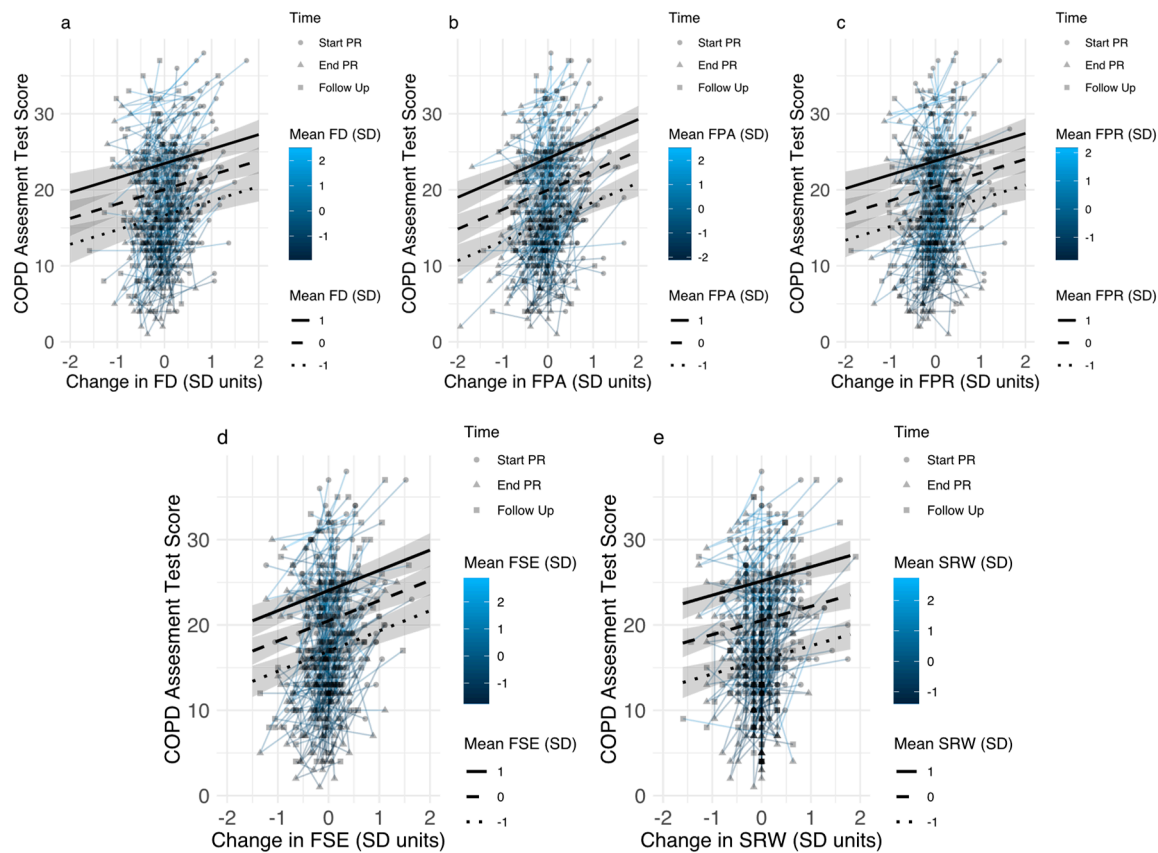 a
COPD Assesment Test Score
30
20
10
0
-2 -1 0 1 2
Change in FD (SD units)
Time
Start PR
End PR
Follow Up
Mean FD (SD)
2
1
0
-1
Mean FD (SD)
1
0
-1
b
COPD Assesment Test Score
30
20
10
0
-2 -1 0 1 2
Change in FPA (SD units)
Time
Start PR
End PR
Follow Up
Mean FPA (SD)
2
1
0
-1
-2
Mean FPA (SD)
1
0
-1
c
COPD Assesment Test Score
30
20
10
0
-2 -1 0 1 2
Change in FPR (SD units)
Time
Start PR
End PR
Follow Up
Mean FPR (SD)
2
1
0
-1
Mean FPR (SD)
1
0
-1
d
COPD Assesment Test Score
30
20
10
0
-2 -1 0 1 2
Change in FSE (SD units)
Time
Start PR
End PR
Follow Up
Mean FSE (SD)
2
1
0
-1
Mean FSE (SD)
1
0
-1
e
COPD Assesment Test Score
30
20
10
0
-2 -1 0 1 2
Change in SRW (SD units)
Time
Start PR
End PR
Follow Up
Mean SRW (SD)
2
1
0
-1
Mean SRW (SD)
1
0
-1